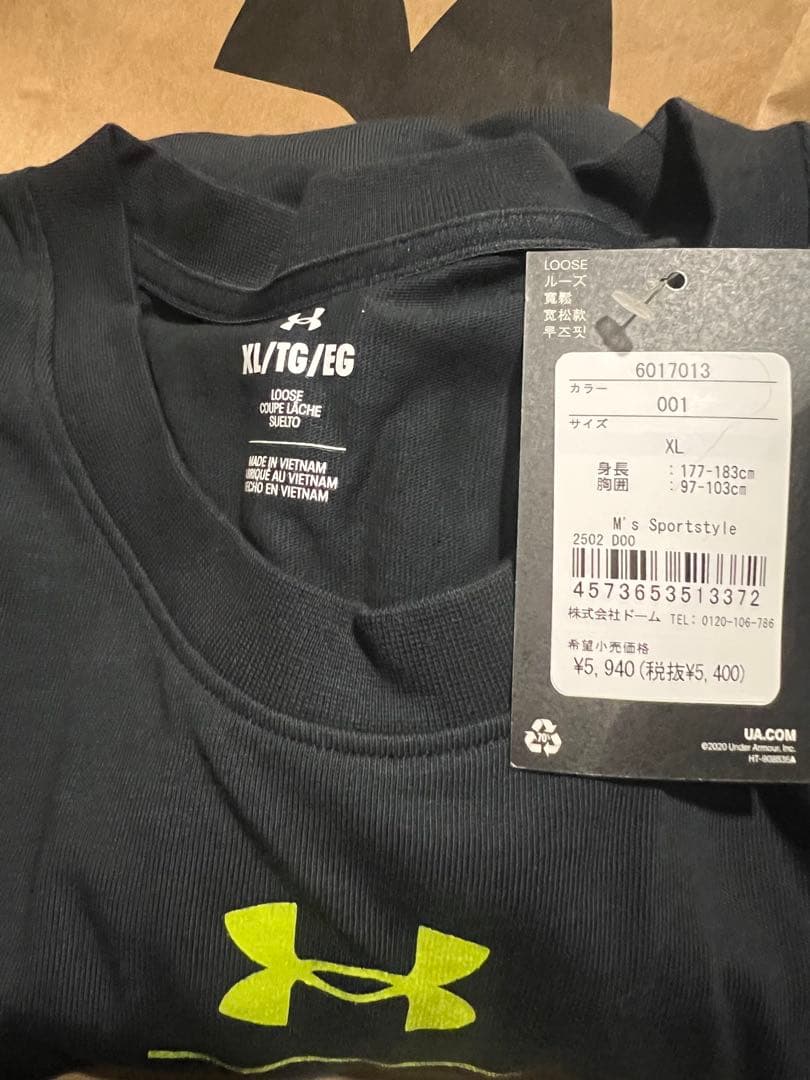 XL/TG/EG
LOOSE
COUPE LÂCHE
SUELTO
MADE IN VIETNAM
BRIQUÉ AU VIETNAM
ECHO EN VIETNAM
LOOSE
ルーズ
寬鬆
宽松款
루즈핏
6017013
カラー
001
サイズ
XL
身長 :177-183cm
胸囲 :97-103cm
M's Sportstyle
2502 D00
4573653513372
株式会社ドーム TEL: 0120-106-786
希望小売価格
¥5,940(税抜¥5,400)
70%
UA.COM
©2020 Under Armour, Inc.